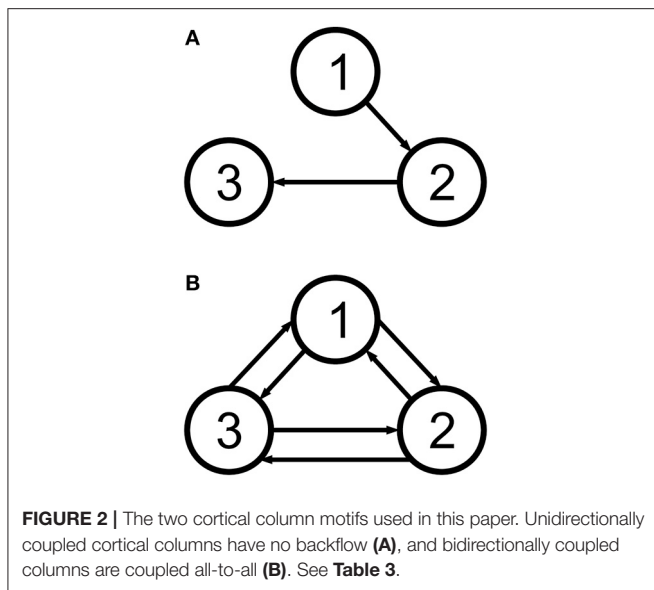 A
1
3
2
B
1
3
2
FIGURE 2 | The two cortical column motifs used in this paper. Unidirectionally
coupled cortical columns have no backflow (A), and bidirectionally coupled
columns are coupled all-to-all (B). See Table 3.